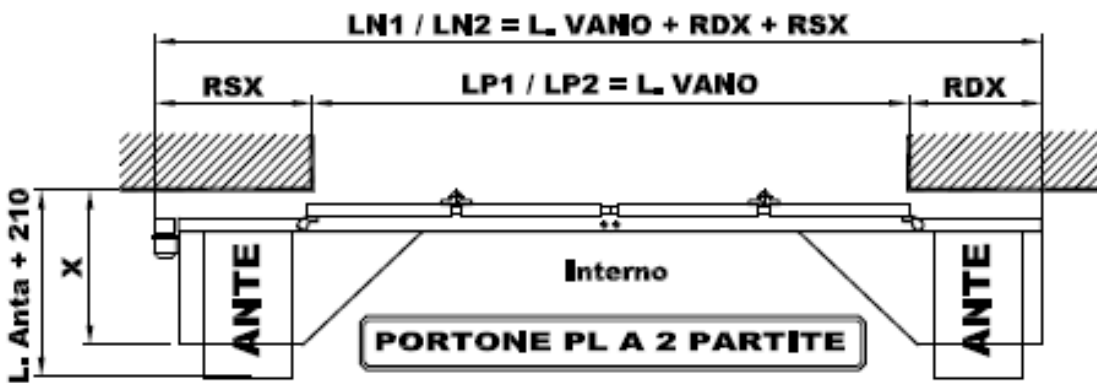 LN1 / LN2 = L. VANO + RDX + RSX
RSX
LP1 / LP2 = L. VANO
RDX
L. Anta + 210
X
ANTE
Interno
ANTE
PORTONE PL A 2 PARTITE